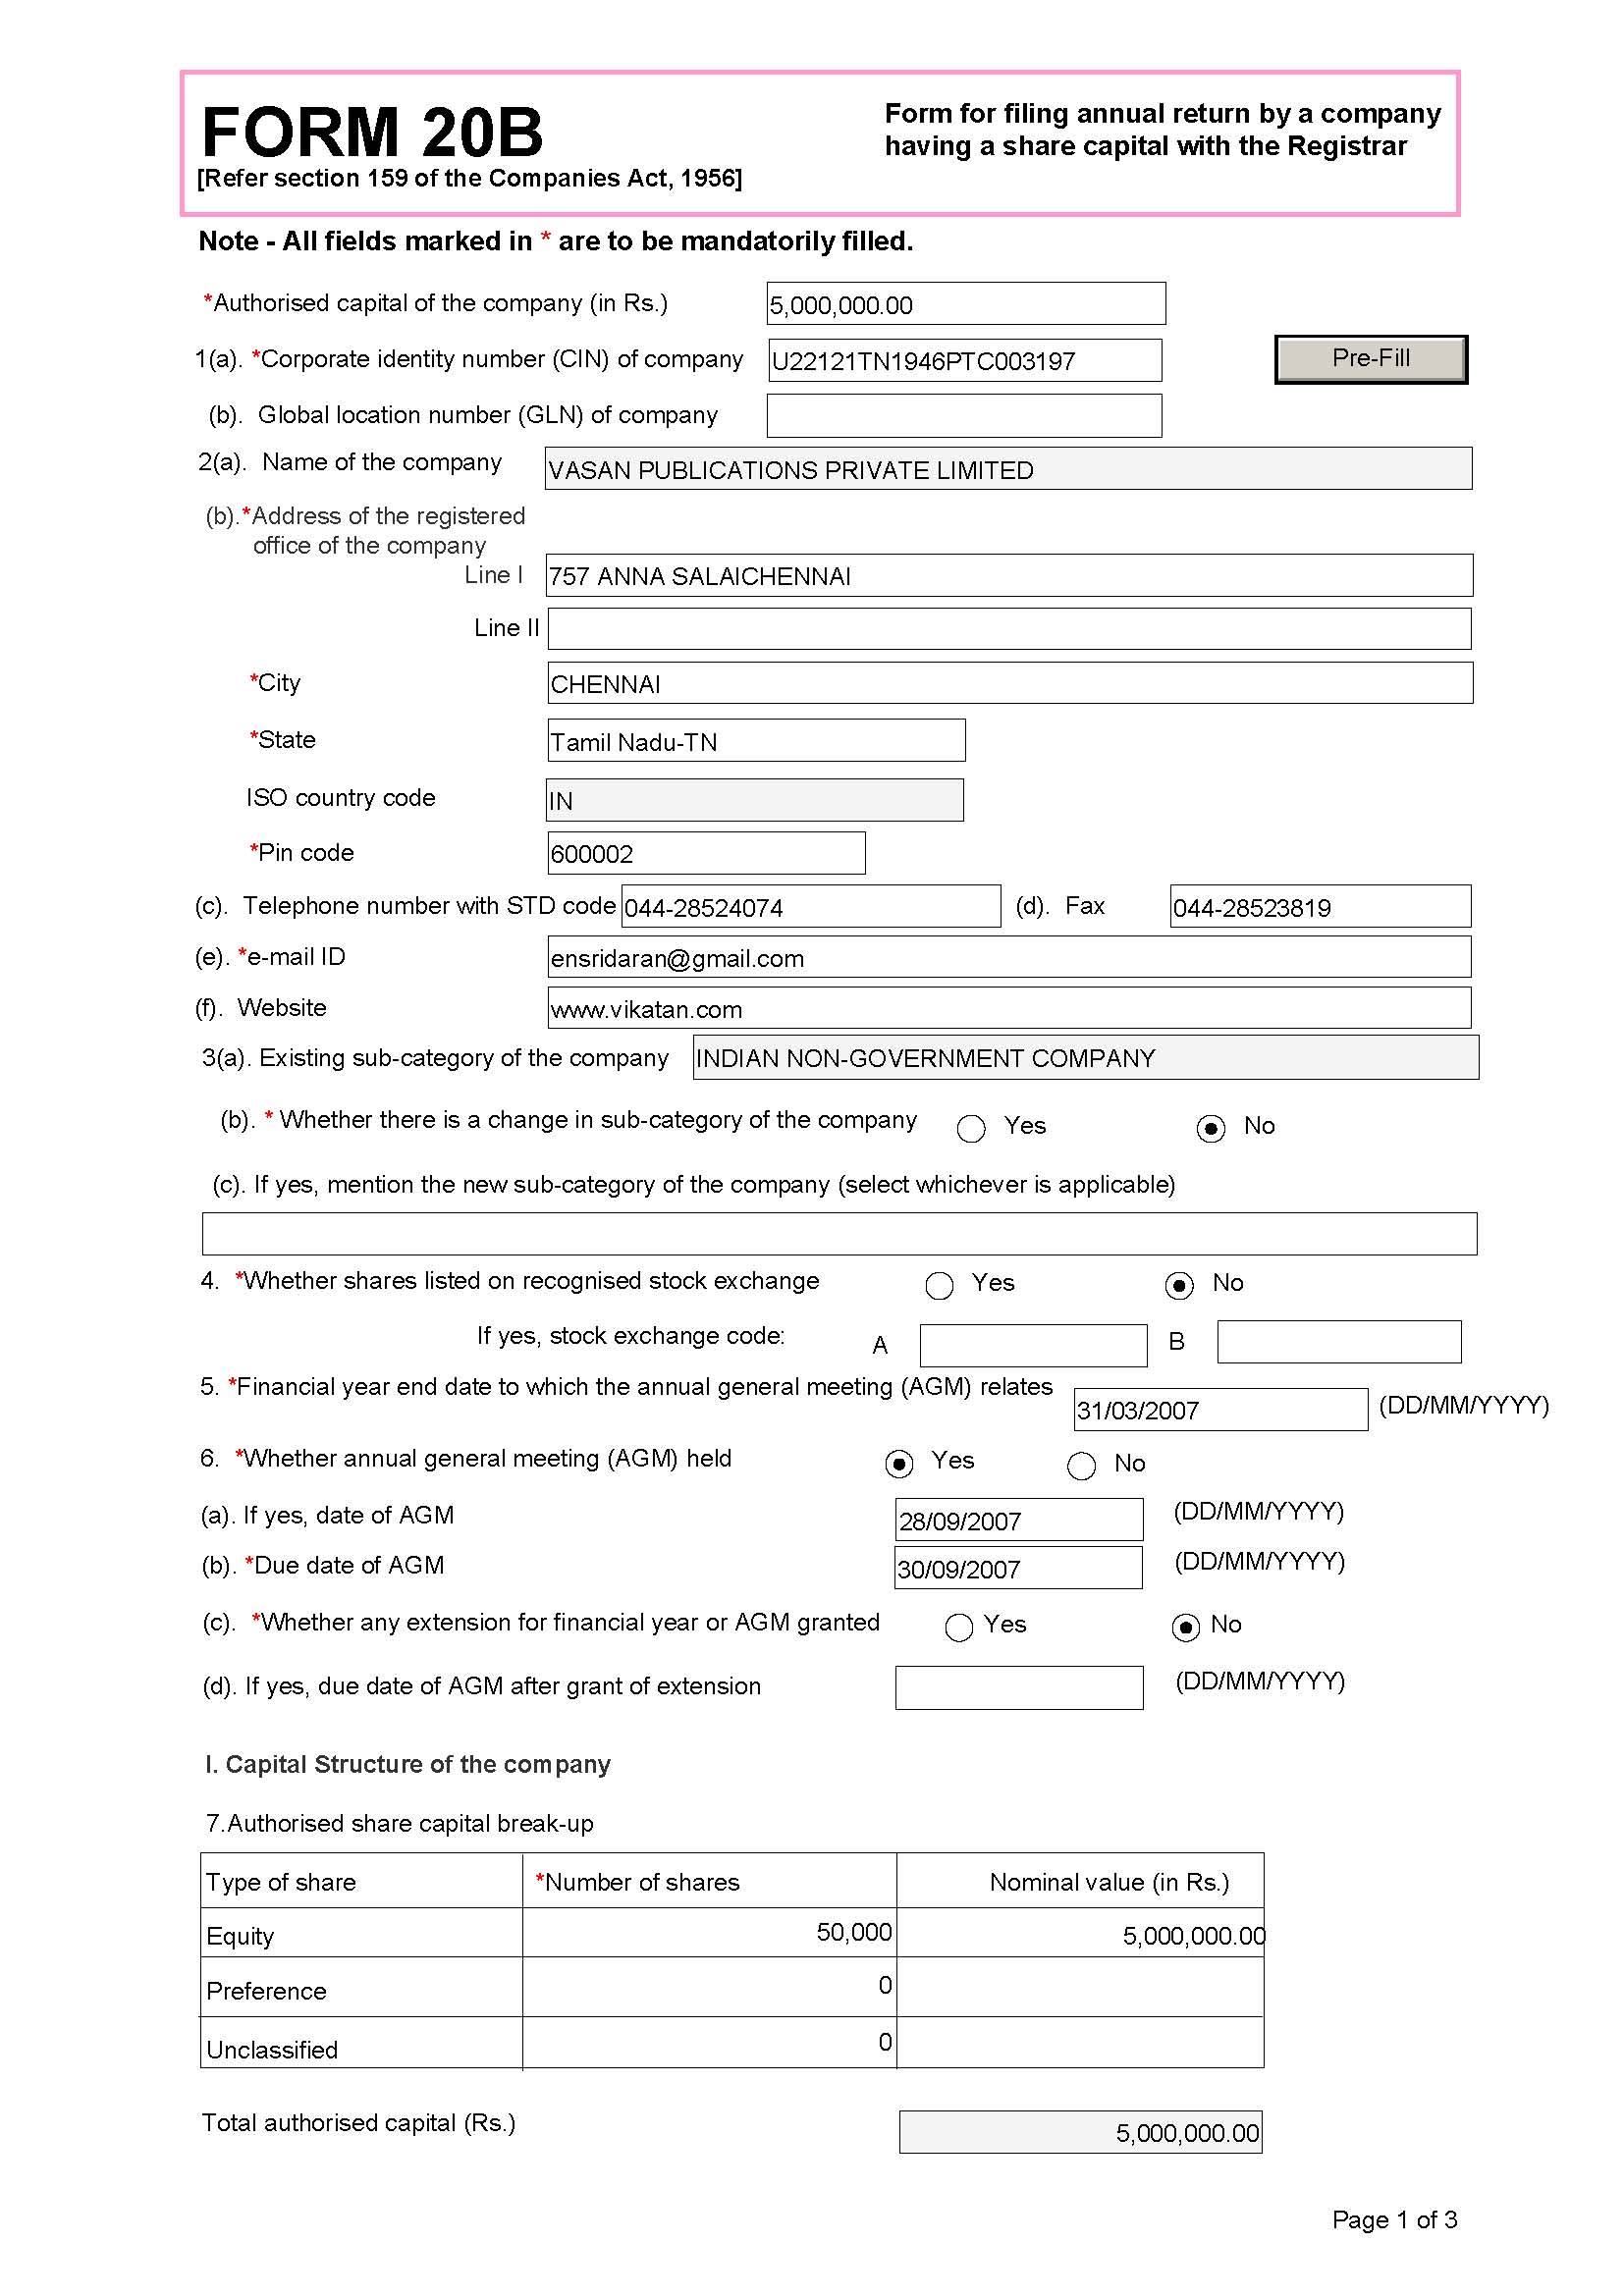 FORM 20B
[Refer section 159 of the Companies Act, 1956]
Form for filing annual return by a company
having a share capital with the Registrar
Note - All fields marked in * are to be mandatorily filled.
*Authorised capital of the company (in Rs.) 5,000,000.00
1(a). *Corporate identity number (CIN) of company U22121TN1946PTC003197 Pre-Fill
(b). Global location number (GLN) of company
2(a). Name of the company VASAN PUBLICATIONS PRIVATE LIMITED
(b).*Address of the registered
office of the company
Line I 757 ANNA SALAICHENNAI
Line II
*City CHENNAI
*State Tamil Nadu-TN
ISO country code IN
*Pin code 600002
(c). Telephone number with STD code 044-28524074 (d). Fax 044-28523819
(e). *e-mail ID ensridaran@gmail.com
(f). Website www.vikatan.com
3(a). Existing sub-category of the company INDIAN NON-GOVERNMENT COMPANY
(b). * Whether there is a change in sub-category of the company Yes No
(c). If yes, mention the new sub-category of the company (select whichever is applicable)
4. *Whether shares listed on recognised stock exchange Yes No
If yes, stock exchange code: A B
5. *Financial year end date to which the annual general meeting (AGM) relates 31/03/2007 (DD/MM/YYYY)
6. *Whether annual general meeting (AGM) held Yes No
(a). If yes, date of AGM 28/09/2007 (DD/MM/YYYY)
(b). *Due date of AGM 30/09/2007 (DD/MM/YYYY)
(c). *Whether any extension for financial year or AGM granted Yes No
(d). If yes, due date of AGM after grant of extension (DD/MM/YYYY)
I. Capital Structure of the company
7.Authorised share capital break-up
Type of share *Number of shares Nominal value (in Rs.)
Equity 50,000 5,000,000.00
Preference 0
Unclassified 0
Total authorised capital (Rs.) 5,000,000.00
Page 1 of 3